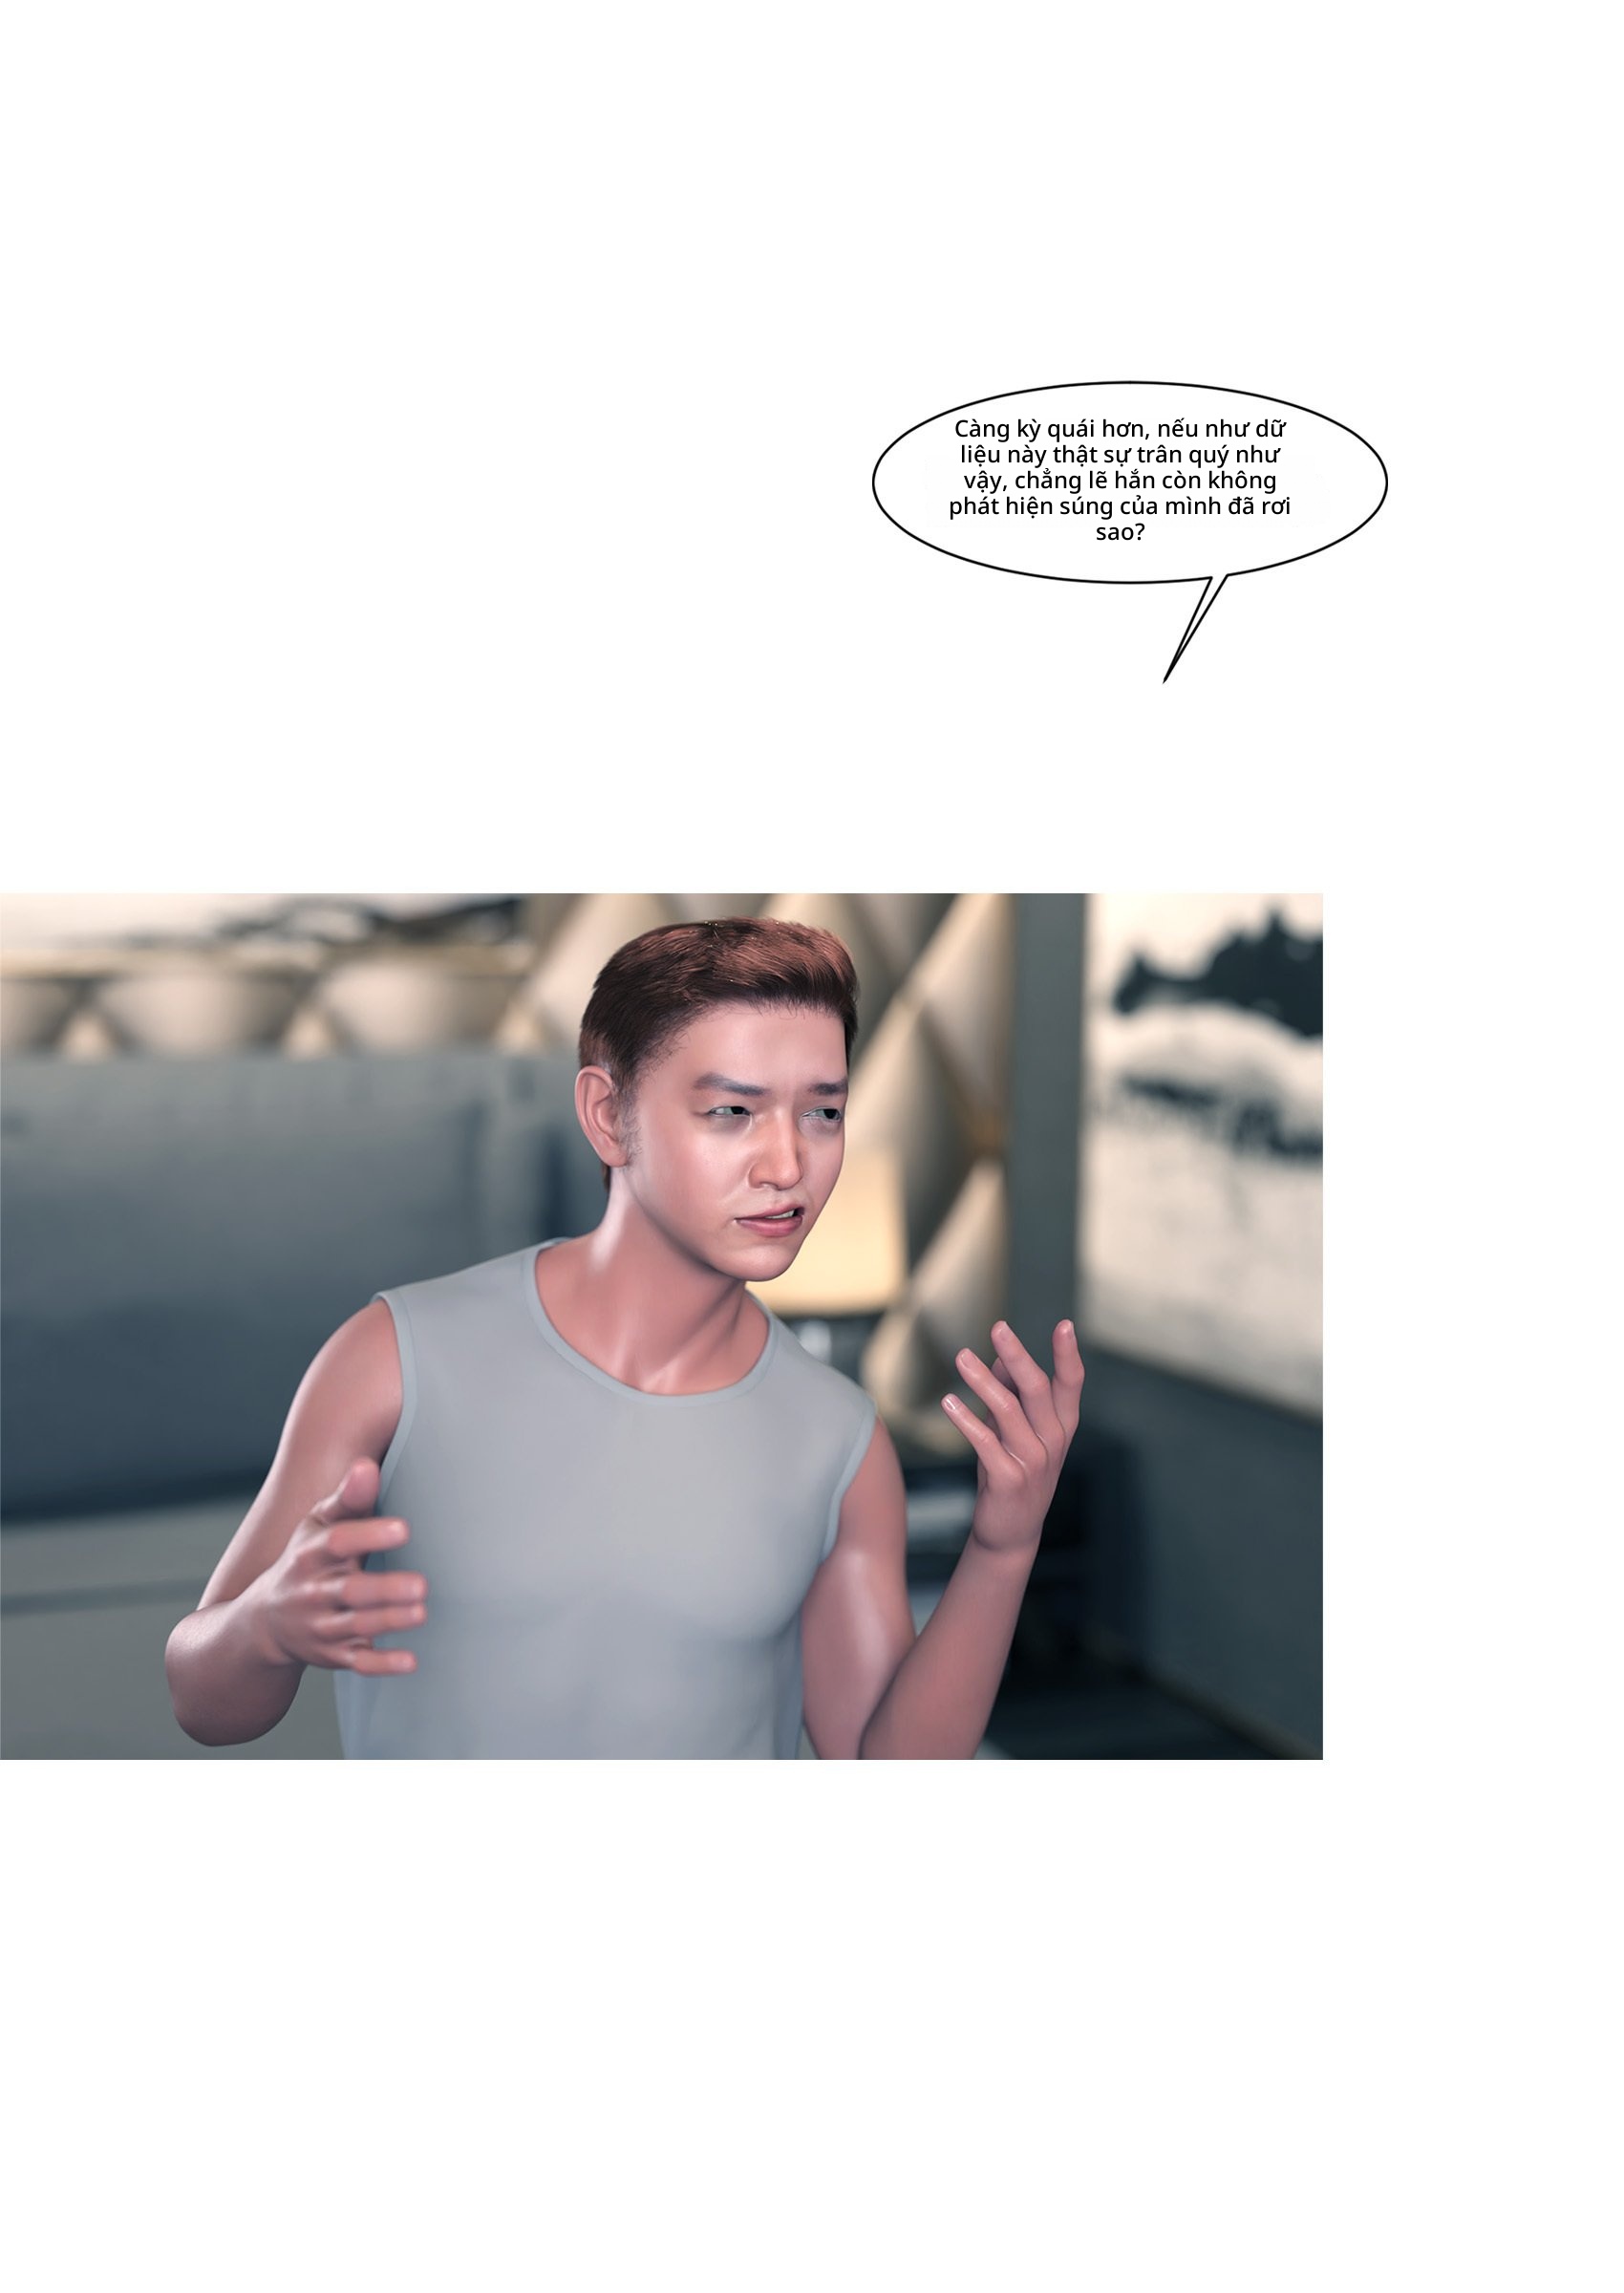 Càng kỳ quái hơn, nếu như dữ
liệu này thật sự trân quý như
vậy, chẳng lẽ hắn còn không
phát hiện súng của mình đã rơi
sao?